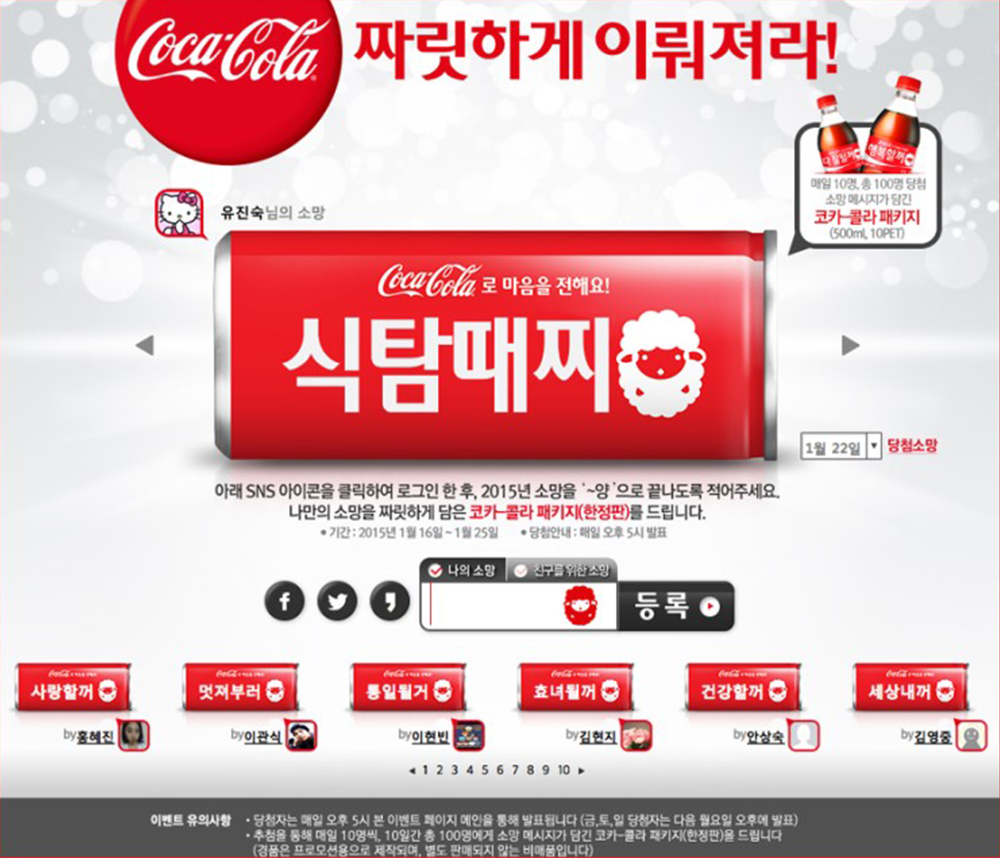 Coca-Cola
짜릿하게 이뤄져라!
행복할꺼
매일 10명, 총 100명 당첨
소망 메시지가 담긴
코카-콜라 패키지
(500ml, 10PET)
유진숙님의 소망
Coca-Cola로 마음을 전해요!
식탐때찌
1월 22일 당첨소망
아래 SNS 아이콘을 클릭하여 로그인 한 후, 2015년 소망을 '~양'으로 끝나도록 적어주세요.
나만의 소망을 짜릿하게 담은 코카-콜라 패키지(한정판)를 드립니다.
• 기간 : 2015년 1월 16일 ~ 1월 25일 • 당첨안내 : 매일 오후 5시 발표
나의 소망 친구를 위한 소망
f 등록
사랑할꺼 멋져부러 통일될거 효녀될꺼 건강할꺼 세상내꺼
by홍혜진 by이관식 by이현빈 by김현지 by안상숙 by김영중
1 2 3 4 5 6 7 8 9 10
이벤트 유의사항 • 당첨자는 매일 오후 5시 본 이벤트 페이지 메인을 통해 발표됩니다 (금,토,일 당첨자는 다음 월요일 오후에 발표)
• 추첨을 통해 매일 10명씩, 10일간 총 100명에게 소망 메시지가 담긴 코카-콜라 패키지(한정판)을 드립니다
(경품은 프로모션용으로 제작되며, 별도 판매되지 않는 비매품입니다)